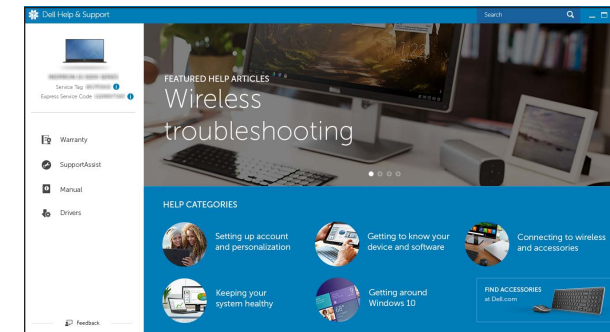 Dell Help & Support
Search
Service Tag:
Express Service Code:
Warranty
SupportAssist
Manual
Drivers
Feedback
FEATURED HELP ARTICLES
Wireless
troubleshooting
HELP CATEGORIES
Setting up account
and personalization
Getting to know your
device and software
Connecting to wireless
and accessories
Keeping your
system healthy
Getting around
Windows 10
FIND ACCESSORIES
at Dell.com